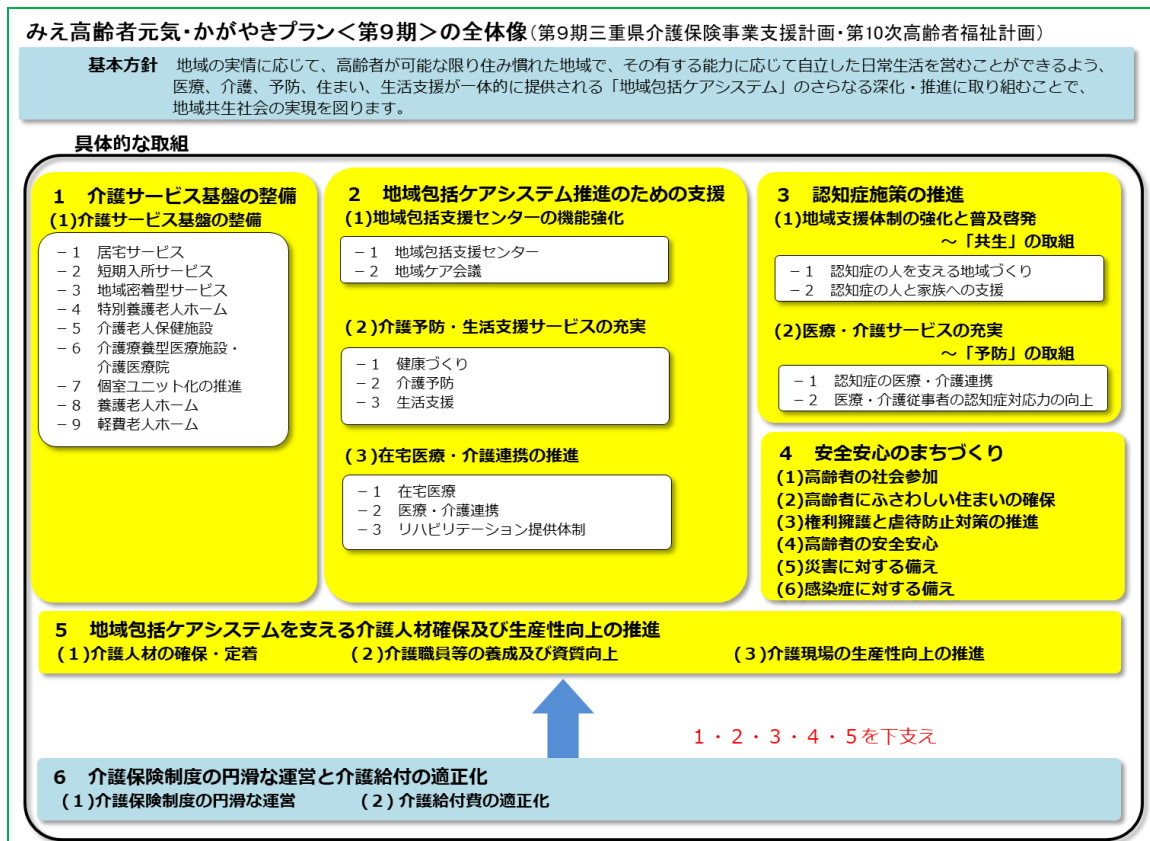 みえ高齢者元気・かがやきプラン＜第９期＞の全体像(第９期三重県介護保険事業支援計画・第10次高齢者福祉計画)
基本方針　地域の実情に応じて、高齢者が可能な限り住み慣れた地域で、その有する能力に応じて自立した日常生活を営むことができるよう、
医療、介護、予防、住まい、生活支援が一体的に提供される「地域包括ケアシステム」のさらなる深化・推進に取り組むことで、
地域共生社会の実現を図ります。
具体的な取組
１　介護サービス基盤の整備
(1)介護サービス基盤の整備
－１　居宅サービス
－２　短期入所サービス
－３　地域密着型サービス
－４　特別養護老人ホーム
－５　介護老人保健施設
－６　介護療養型医療施設・
介護医療院
－７　個室ユニット化の推進
－８　養護老人ホーム
－９　軽費老人ホーム
２　地域包括ケアシステム推進のための支援
(1)地域包括支援センターの機能強化
－１　地域包括支援センター
－２　地域ケア会議
(２)介護予防・生活支援サービスの充実
－１　健康づくり
－２　介護予防
－３　生活支援
(３)在宅医療・介護連携の推進
－１　在宅医療
－２　医療・介護連携
－３　リハビリテーション提供体制
３　認知症施策の推進
(1)地域支援体制の強化と普及啓発
～「共生」の取組
－１　認知症の人を支える地域づくり
－２　認知症の人と家族への支援
(2)医療・介護サービスの充実
～「予防」の取組
－１　認知症の医療・介護連携
－２　医療・介護従事者の認知症対応力の向上
４　安全安心のまちづくり
(1)高齢者の社会参加
(2)高齢者にふさわしい住まいの確保
(3)権利擁護と虐待防止対策の推進
(4)高齢者の安全安心
(5)災害に対する備え
(6)感染症に対する備え
５　地域包括ケアシステムを支える介護人材確保及び生産性向上の推進
(１)介護人材の確保・定着　(２)介護職員等の養成及び資質向上　(３)介護現場の生産性向上の推進
１・２・３・４・５を下支え
６　介護保険制度の円滑な運営と介護給付の適正化
(１)介護保険制度の円滑な運営　(２)介護給付費の適正化